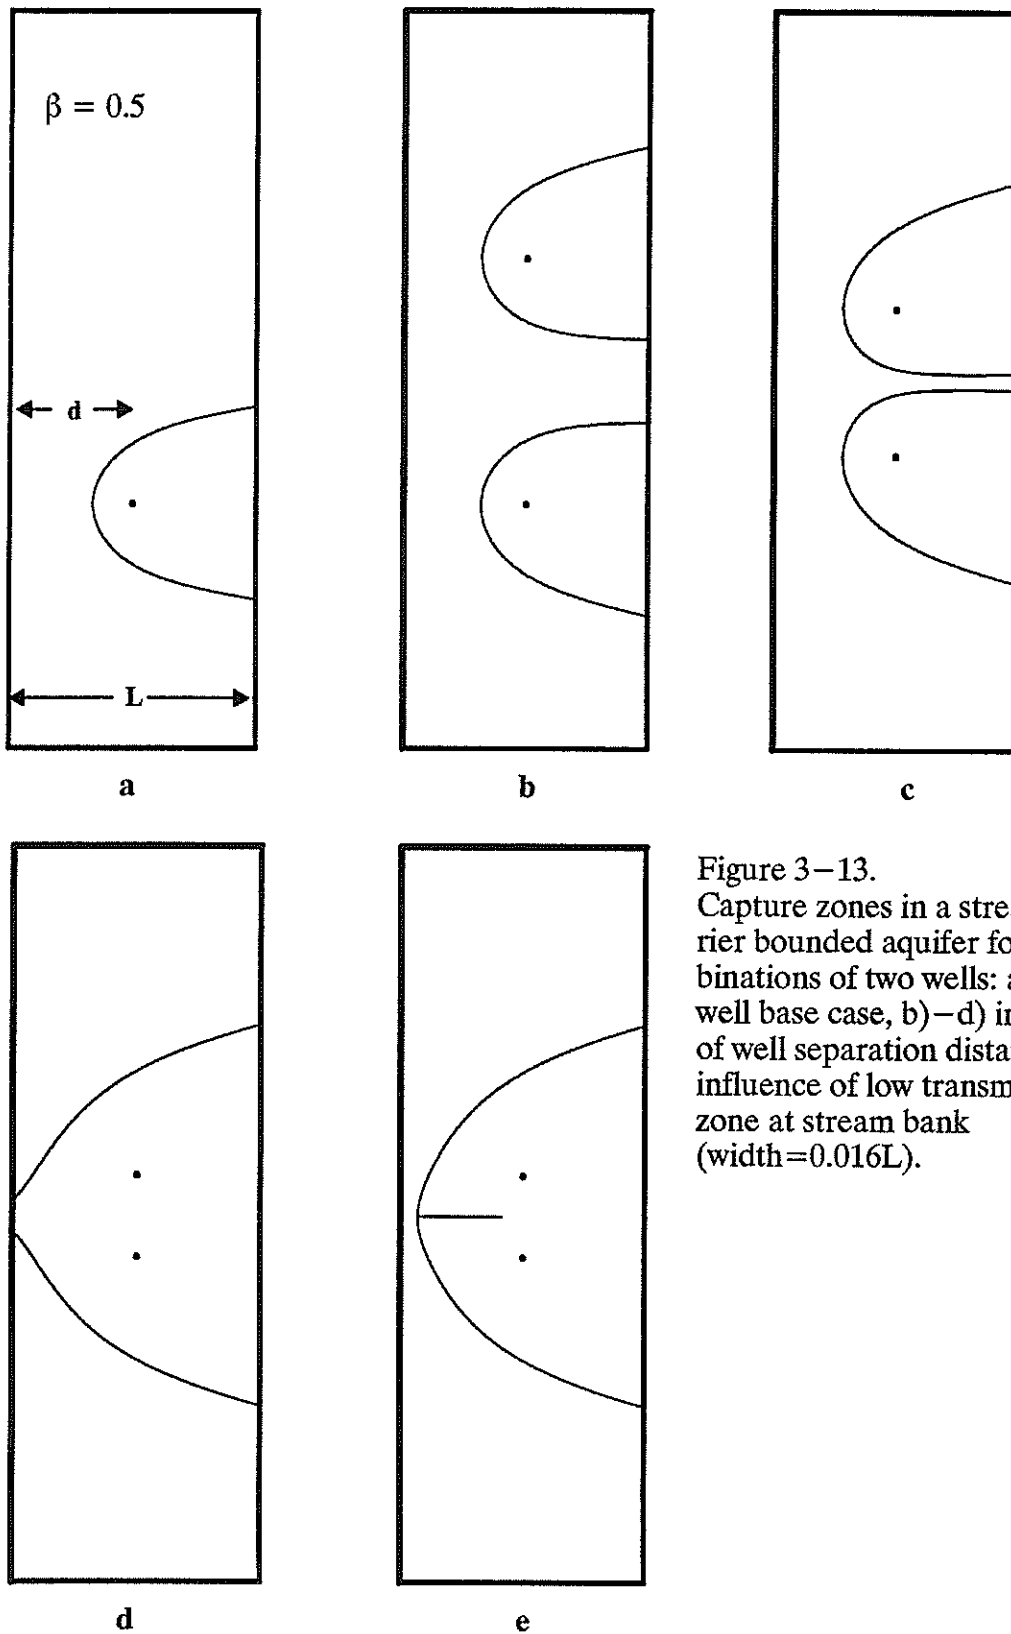 β = 0.5
d
L
a
b
c
d
e
Figure 3−13.
Capture zones in a stre
rier bounded aquifer fo
binations of two wells: a
well base case, b)−d) in
of well separation dista
influence of low transm
zone at stream bank
(width=0.016L).